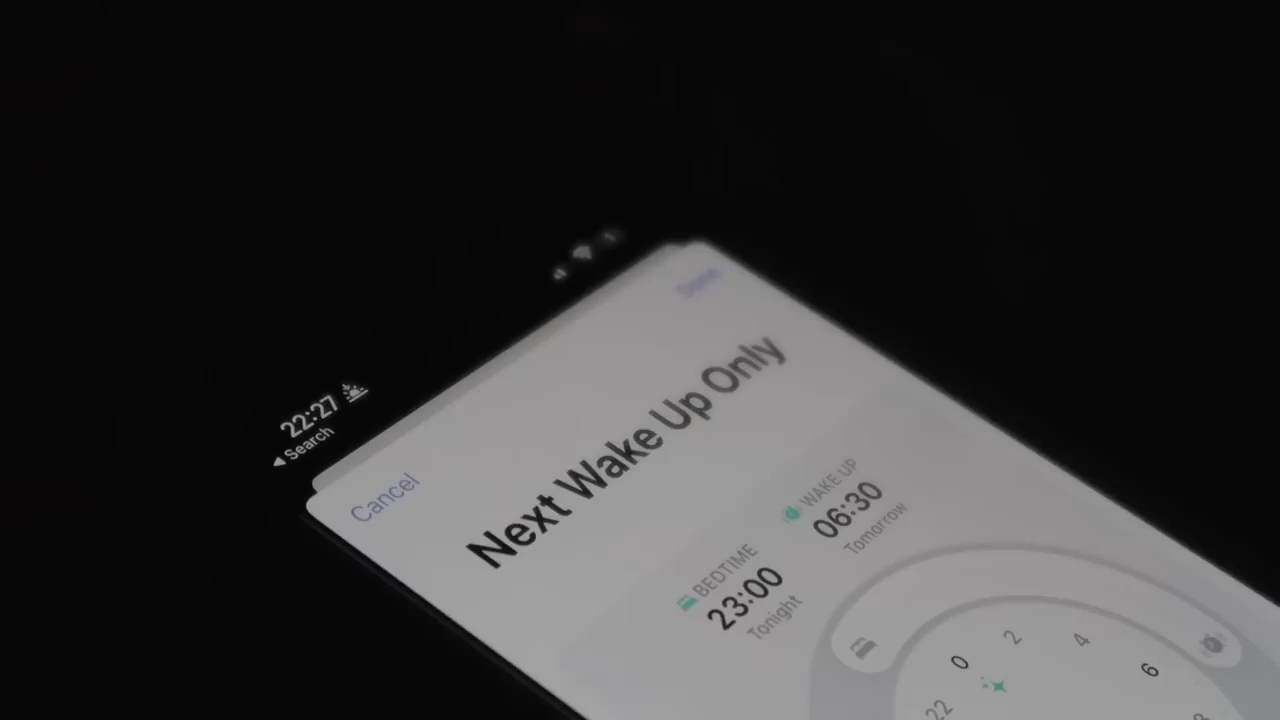 22:27
◀ Search
Cancel
Done
Next Wake Up Only
BEDTIME
23:00
Tonight
WAKE UP
06:30
Tomorrow
0
2
4
6
22